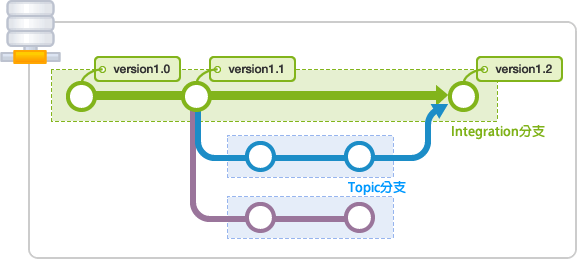 version1.0
version1.1
version1.2
Integration分支
Topic分支